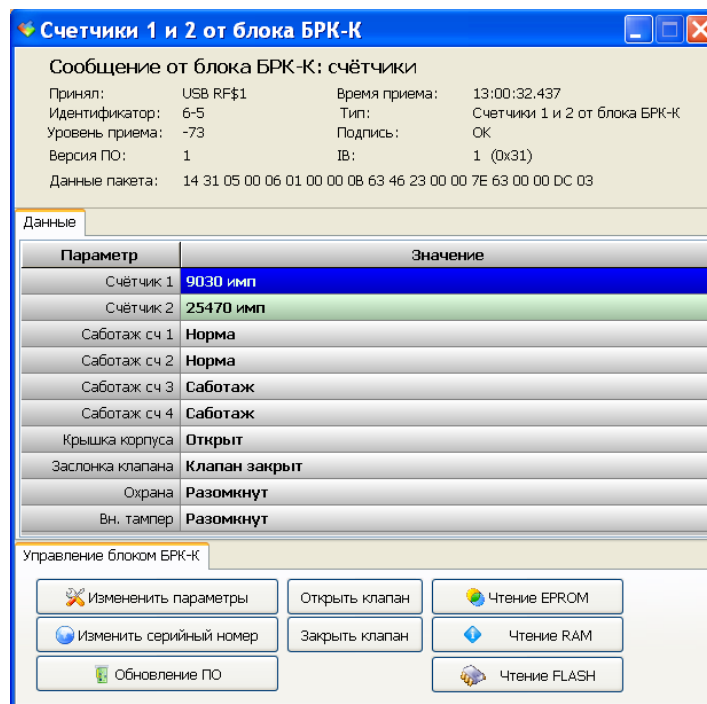 Счетчики 1 и 2 от блока БРК-К
Сообщение от блока БРК-К: счётчики
Принял: USB RF$1 Время приема: 13:00:32.437
Идентификатор: 6-5 Тип: Счетчики 1 и 2 от блока БРК-К
Уровень приема: -73 Подпись: OK
Версия ПО: 1 IB: 1 (0x31)
Данные пакета: 14 31 05 00 06 01 00 00 0B 63 46 23 00 00 7E 63 00 00 DC 03
Данные
Параметр Значение
Счётчик 1 9030 имп
Счётчик 2 25470 имп
Саботаж сч 1 Норма
Саботаж сч 2 Норма
Саботаж сч 3 Саботаж
Саботаж сч 4 Саботаж
Крышка корпуса Открыт
Заслонка клапана Клапан закрыт
Охрана Разомкнут
Вн. тампер Разомкнут
Управление блоком БРК-К
Измененить параметры Открыть клапан Чтение EPROM
Изменить серийный номер Закрыть клапан Чтение RAM
Обновление ПО Чтение FLASH